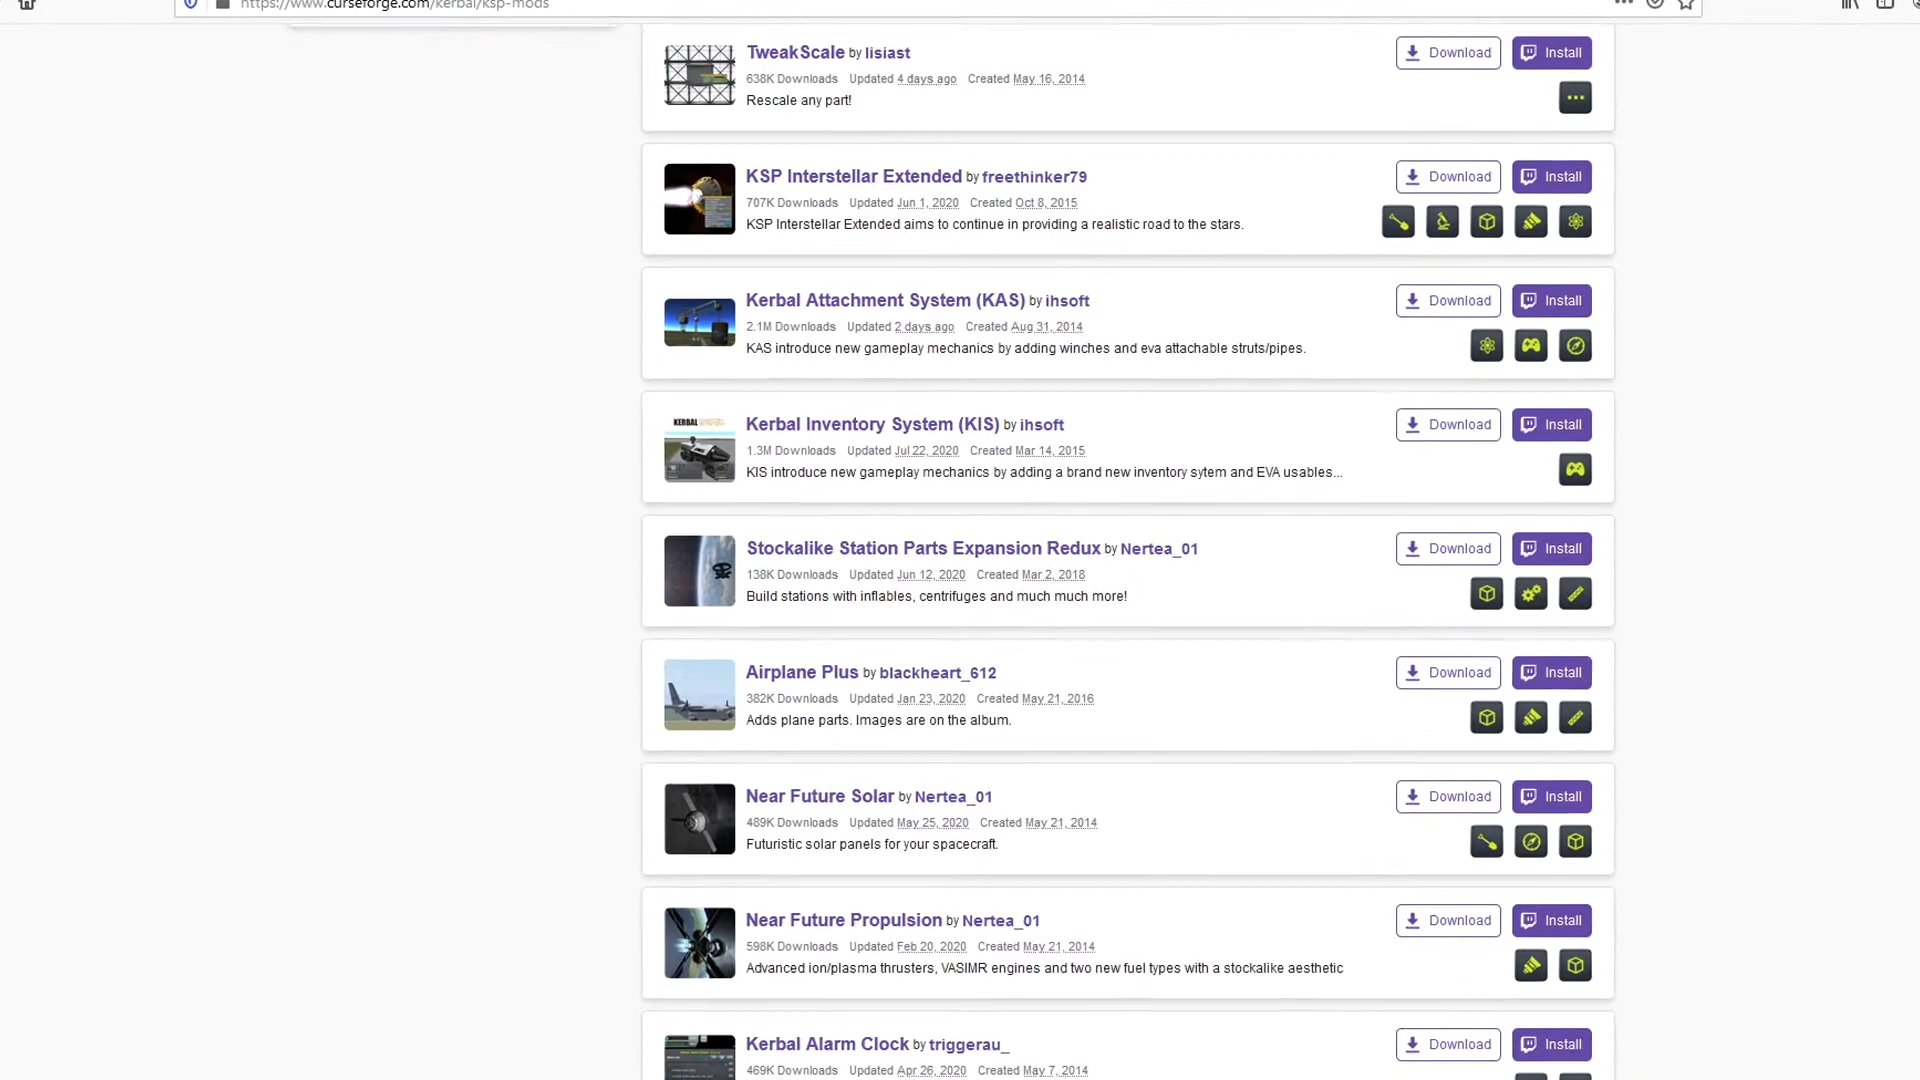 https://www.curseforge.com/kerbal/ksp-mods
TweakScale by lisiast
638K Downloads Updated 4 days ago Created May 16, 2014
Rescale any part!
Download Install
KSP Interstellar Extended by freethinker79
707K Downloads Updated Jun 1, 2020 Created Oct 8, 2015
KSP Interstellar Extended aims to continue in providing a realistic road to the stars.
Download Install
Kerbal Attachment System (KAS) by ihsoft
2.1M Downloads Updated 2 days ago Created Aug 31, 2014
KAS introduce new gameplay mechanics by adding winches and eva attachable struts/pipes.
Download Install
KERBAL
Kerbal Inventory System (KIS) by ihsoft
1.3M Downloads Updated Jul 22, 2020 Created Mar 14, 2015
KIS introduce new gameplay mechanics by adding a brand new inventory sytem and EVA usables...
Download Install
Stockalike Station Parts Expansion Redux by Nertea_01
138K Downloads Updated Jun 12, 2020 Created Mar 2, 2018
Build stations with inflables, centrifuges and much much more!
Download Install
Airplane Plus by blackheart_612
382K Downloads Updated Jan 23, 2020 Created May 21, 2016
Adds plane parts. Images are on the album.
Download Install
Near Future Solar by Nertea_01
489K Downloads Updated May 25, 2020 Created May 21, 2014
Futuristic solar panels for your spacecraft.
Download Install
Near Future Propulsion by Nertea_01
598K Downloads Updated Feb 20, 2020 Created May 21, 2014
Advanced ion/plasma thrusters, VASIMR engines and two new fuel types with a stockalike aesthetic
Download Install
Kerbal Alarm Clock by triggerau_
469K Downloads Updated Apr 26, 2020 Created May 7, 2014
Download Install